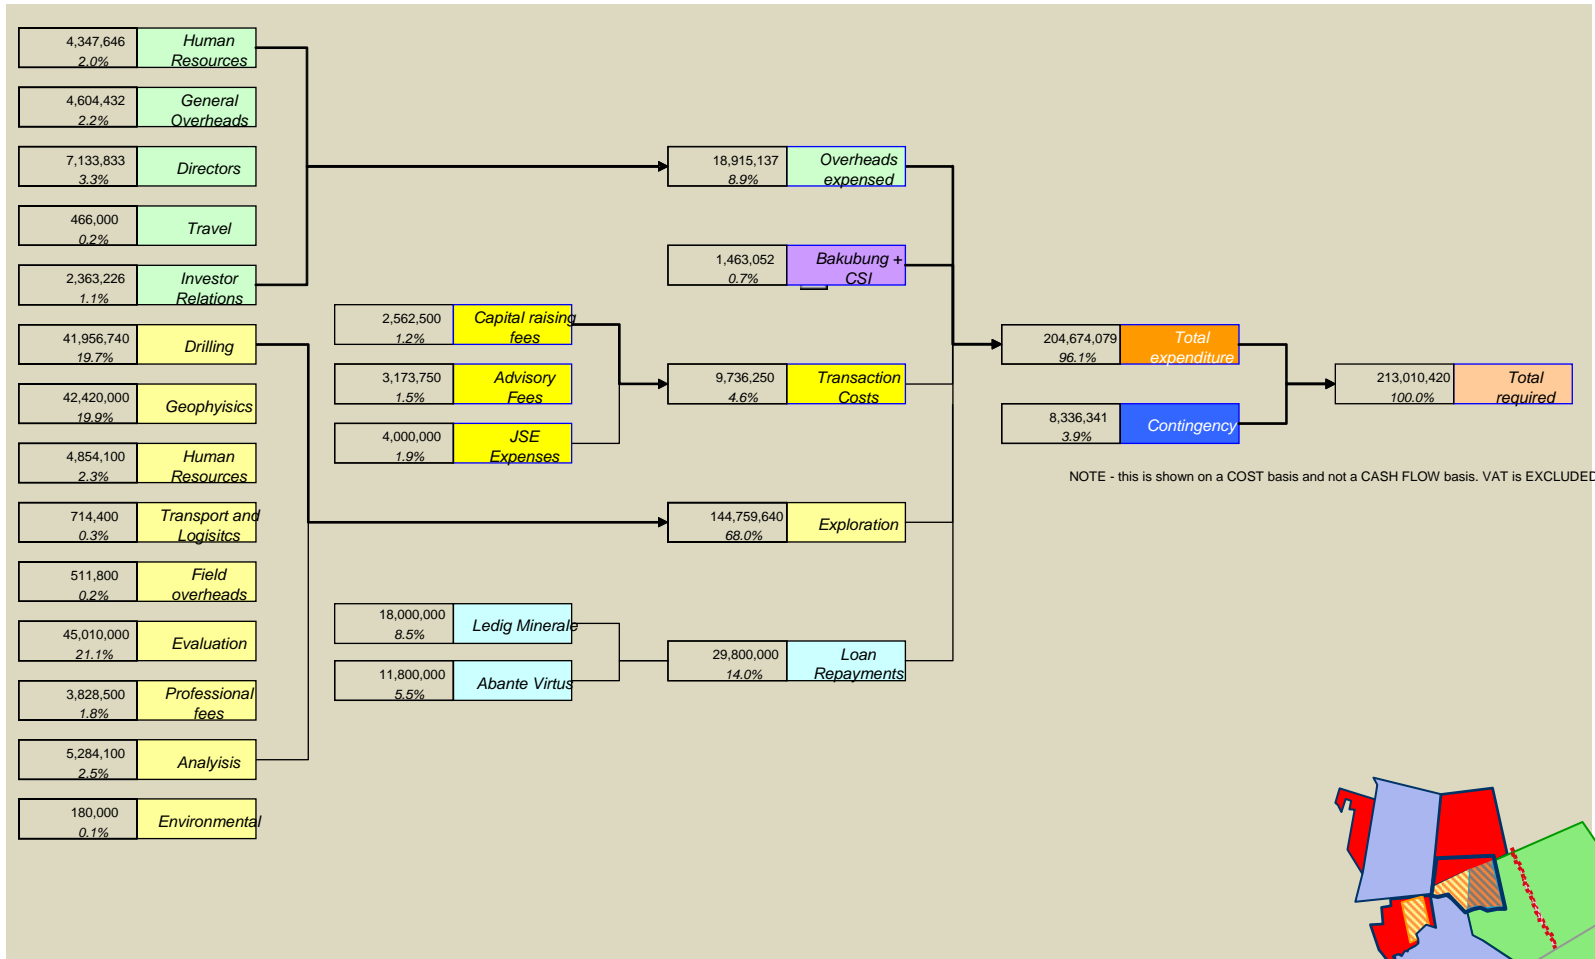 4,347,646
2.0%
Human
Resources
4,604,432
2.2%
General
Overheads
7,133,833
3.3%
Directors
466,000
0.2%
Travel
2,363,226
1.1%
Investor
Relations
41,956,740
19.7%
Drilling
42,420,000
19.9%
Geophyisics
4,854,100
2.3%
Human
Resources
714,400
0.3%
Transport and
Logisitcs
511,800
0.2%
Field
overheads
45,010,000
21.1%
Evaluation
3,828,500
1.8%
Professional
fees
5,284,100
2.5%
Analyisis
180,000
0.1%
Environmental
2,562,500
1.2%
Capital raising
fees
3,173,750
1.5%
Advisory
Fees
4,000,000
1.9%
JSE
Expenses
18,000,000
8.5%
Ledig Minerale
11,800,000
5.5%
Abante Virtus
18,915,137
8.9%
Overheads
expensed
1,463,052
0.7%
Bakubung +
CSI
9,736,250
4.6%
Transaction
Costs
144,759,640
68.0%
Exploration
29,800,000
14.0%
Loan
Repayments
204,674,079
96.1%
Total
expenditure
8,336,341
3.9%
Contingency
213,010,420
100.0%
Total
required
NOTE - this is shown on a COST basis and not a CASH FLOW basis. VAT is EXCLUDED